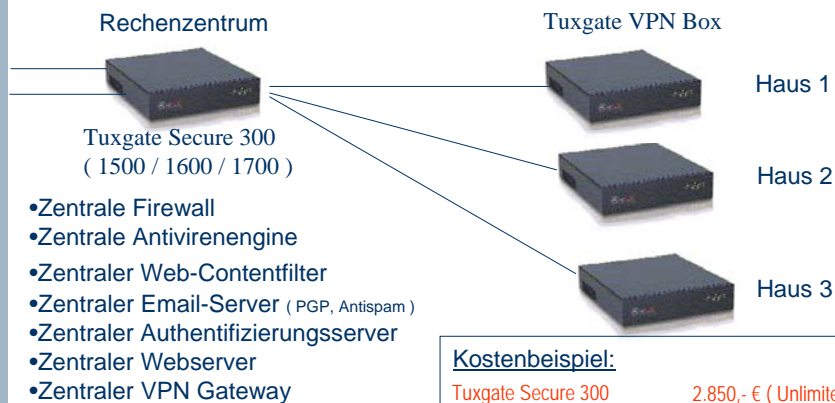 Rechenzentrum
Tuxgate VPN Box
Haus 1
Tuxgate Secure 300
( 1500 / 1600 / 1700 )
Haus 2
•Zentrale Firewall
•Zentrale Antivirenengine
•Zentraler Web-Contentfilter
•Zentraler Email-Server ( PGP, Antispam )
•Zentraler Authentifizierungsserver
•Zentraler Webserver
•Zentraler VPN Gateway
Haus 3
Kostenbeispiel:
Tuxgate Secure 300 2.850,- € ( Unlimite